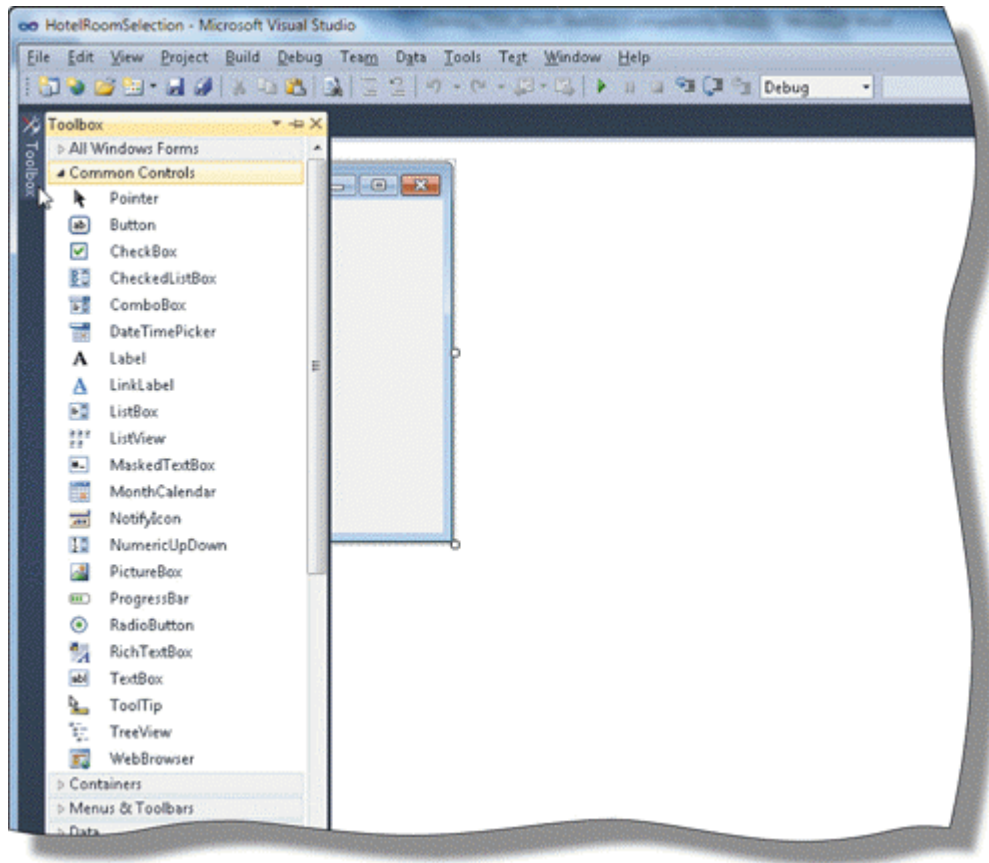 HotelRoomSelection - Microsoft Visual Studio
File Edit View Project Build Debug Team Data Tools Test Window Help
Debug
Toolbox
Toolbox
All Windows Forms
Common Controls
Pointer
Button
CheckBox
CheckedListBox
ComboBox
DateTimePicker
Label
LinkLabel
ListBox
ListView
MaskedTextBox
MonthCalendar
NotifyIcon
NumericUpDown
PictureBox
ProgressBar
RadioButton
RichTextBox
TextBox
ToolTip
TreeView
WebBrowser
Containers
Menus & Toolbars
Data